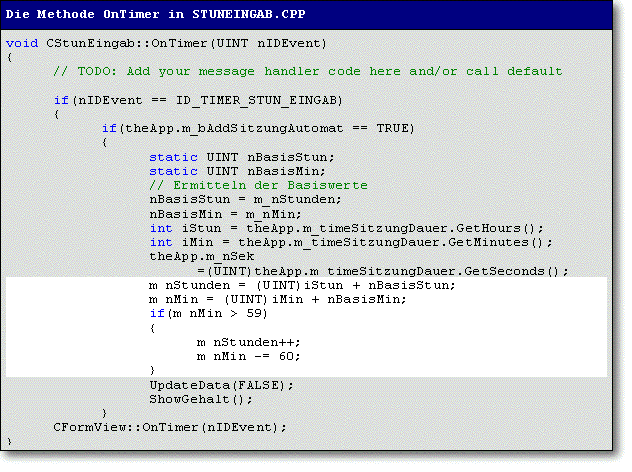 Die Methode OnTimer in STUNEINGAB.CPP
void CStunEingab::OnTimer(UINT nIDEvent)
{
// TODO: Add your message handler code here and/or call default
if(nIDEvent == ID_TIMER_STUN_EINGAB)
{
if(theApp.m_bAddSitzungAutomat == TRUE)
{
static UINT nBasisStun;
static UINT nBasisMin;
// Ermitteln der Basiswerte
nBasisStun = m_nStunden;
nBasisMin = m_nMin;
int iStun = theApp.m_timeSitzungDauer.GetHours();
int iMin = theApp.m_timeSitzungDauer.GetMinutes();
theApp.m_nSek
=(UINT)theApp.m_timeSitzungDauer.GetSeconds();
m_nStunden = (UINT)iStun + nBasisStun;
m_nMin = (UINT)iMin + nBasisMin;
if(m_nMin > 59)
{
m_nStunden++;
m_nMin -= 60;
}
UpdateData(FALSE);
ShowGehalt();
}
CFormView::OnTimer(nIDEvent);
}